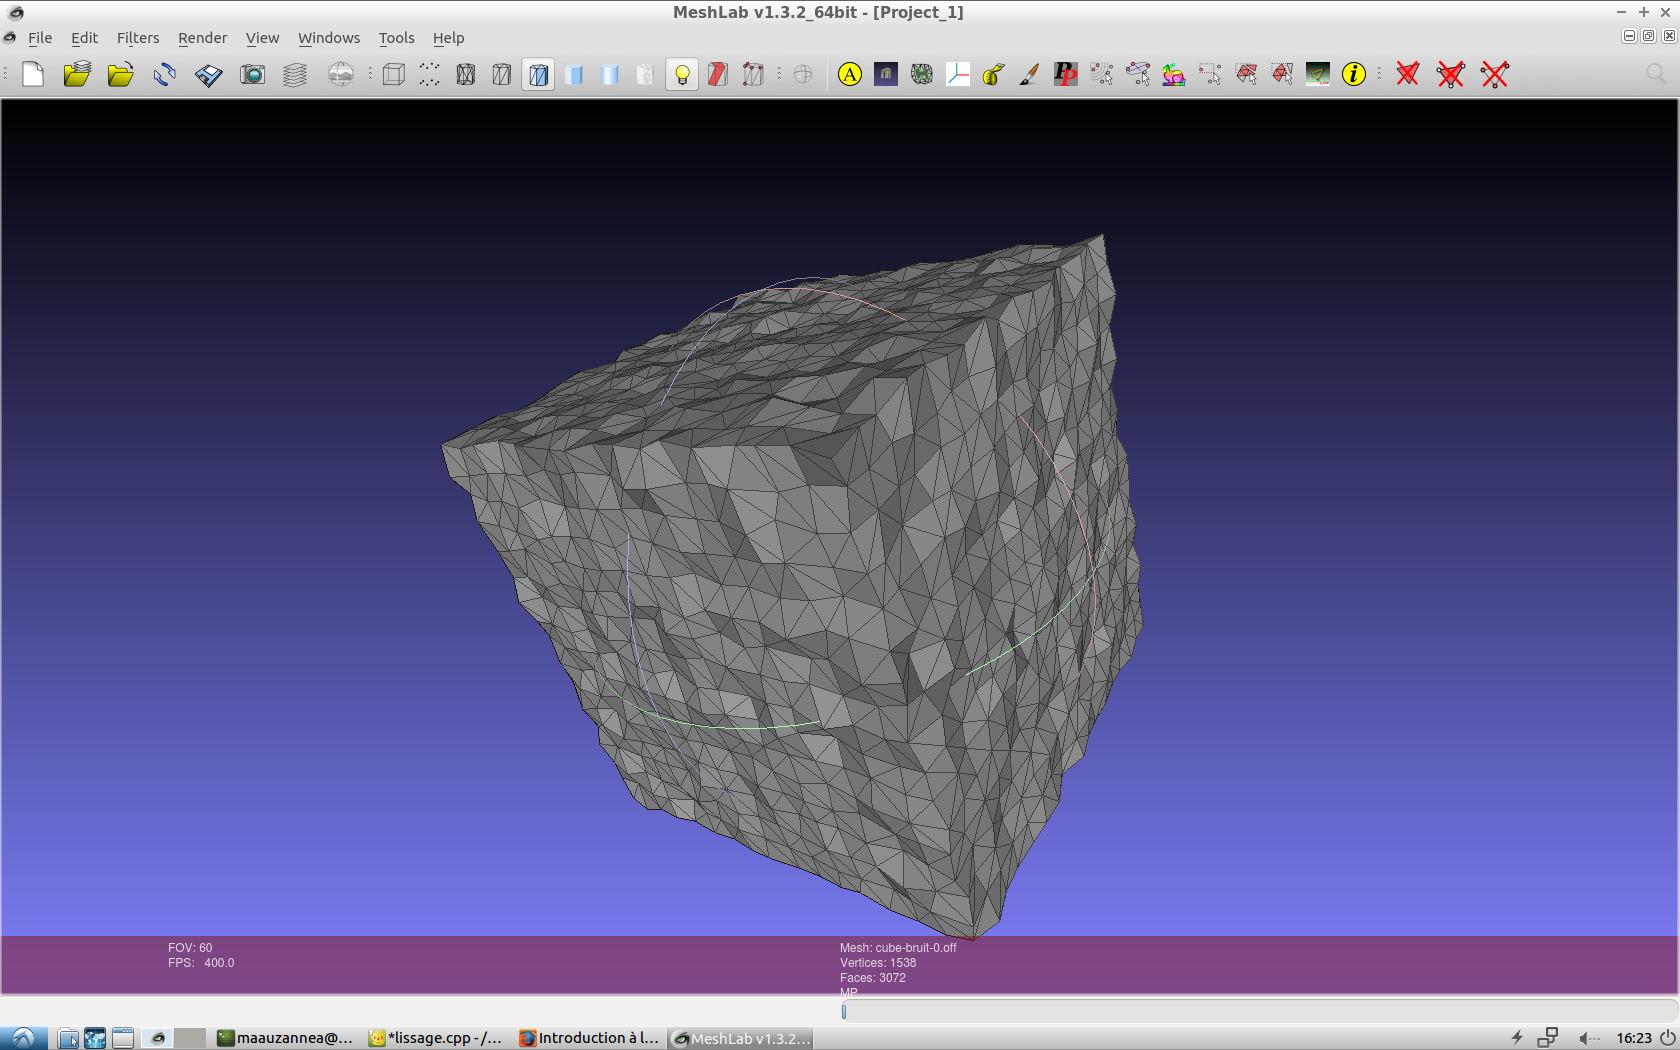 MeshLab v1.3.2_64bit - [Project_1]
File Edit Filters Render View Windows Tools Help
A
PP
i
FOV: 60
FPS: 400.0
Mesh: cube-bruit-0.off
Vertices: 1538
Faces: 3072
MP
maauzannea@...
*lissage.cpp - /...
Introduction à l...
MeshLab v1.3.2...
16:23